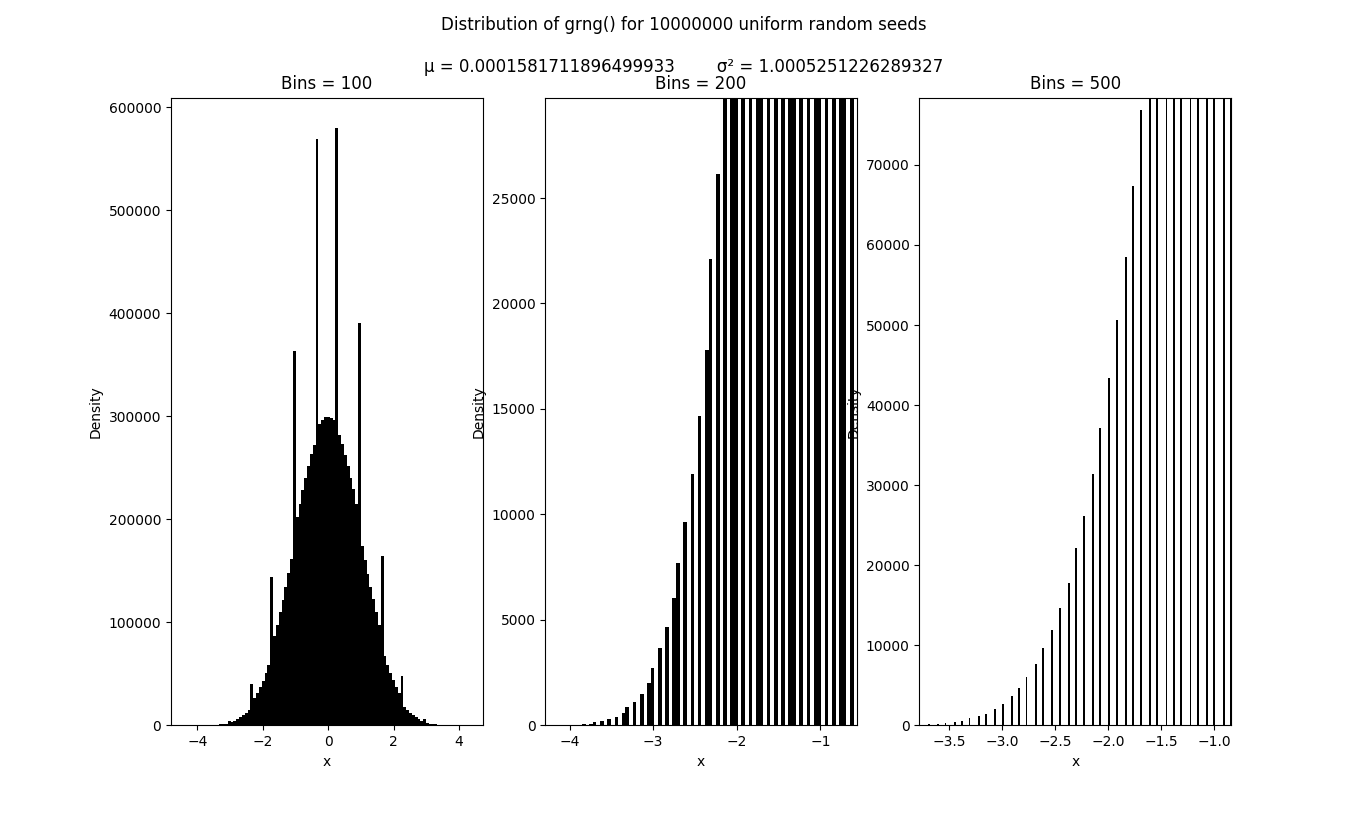 Distribution of grng() for 10000000 uniform random seeds
μ = 0.0001581711896499933 σ² = 1.0005251226289327
Bins = 100
600000
500000
400000
300000
200000
100000
0
Density
−4 −2 0 2 4
x
Bins = 200
25000
20000
15000
10000
5000
0
Density
−4 −3 −2 −1
x
Bins = 500
70000
60000
50000
40000
30000
20000
10000
0
Density
−3.5 −3.0 −2.5 −2.0 −1.5 −1.0
x